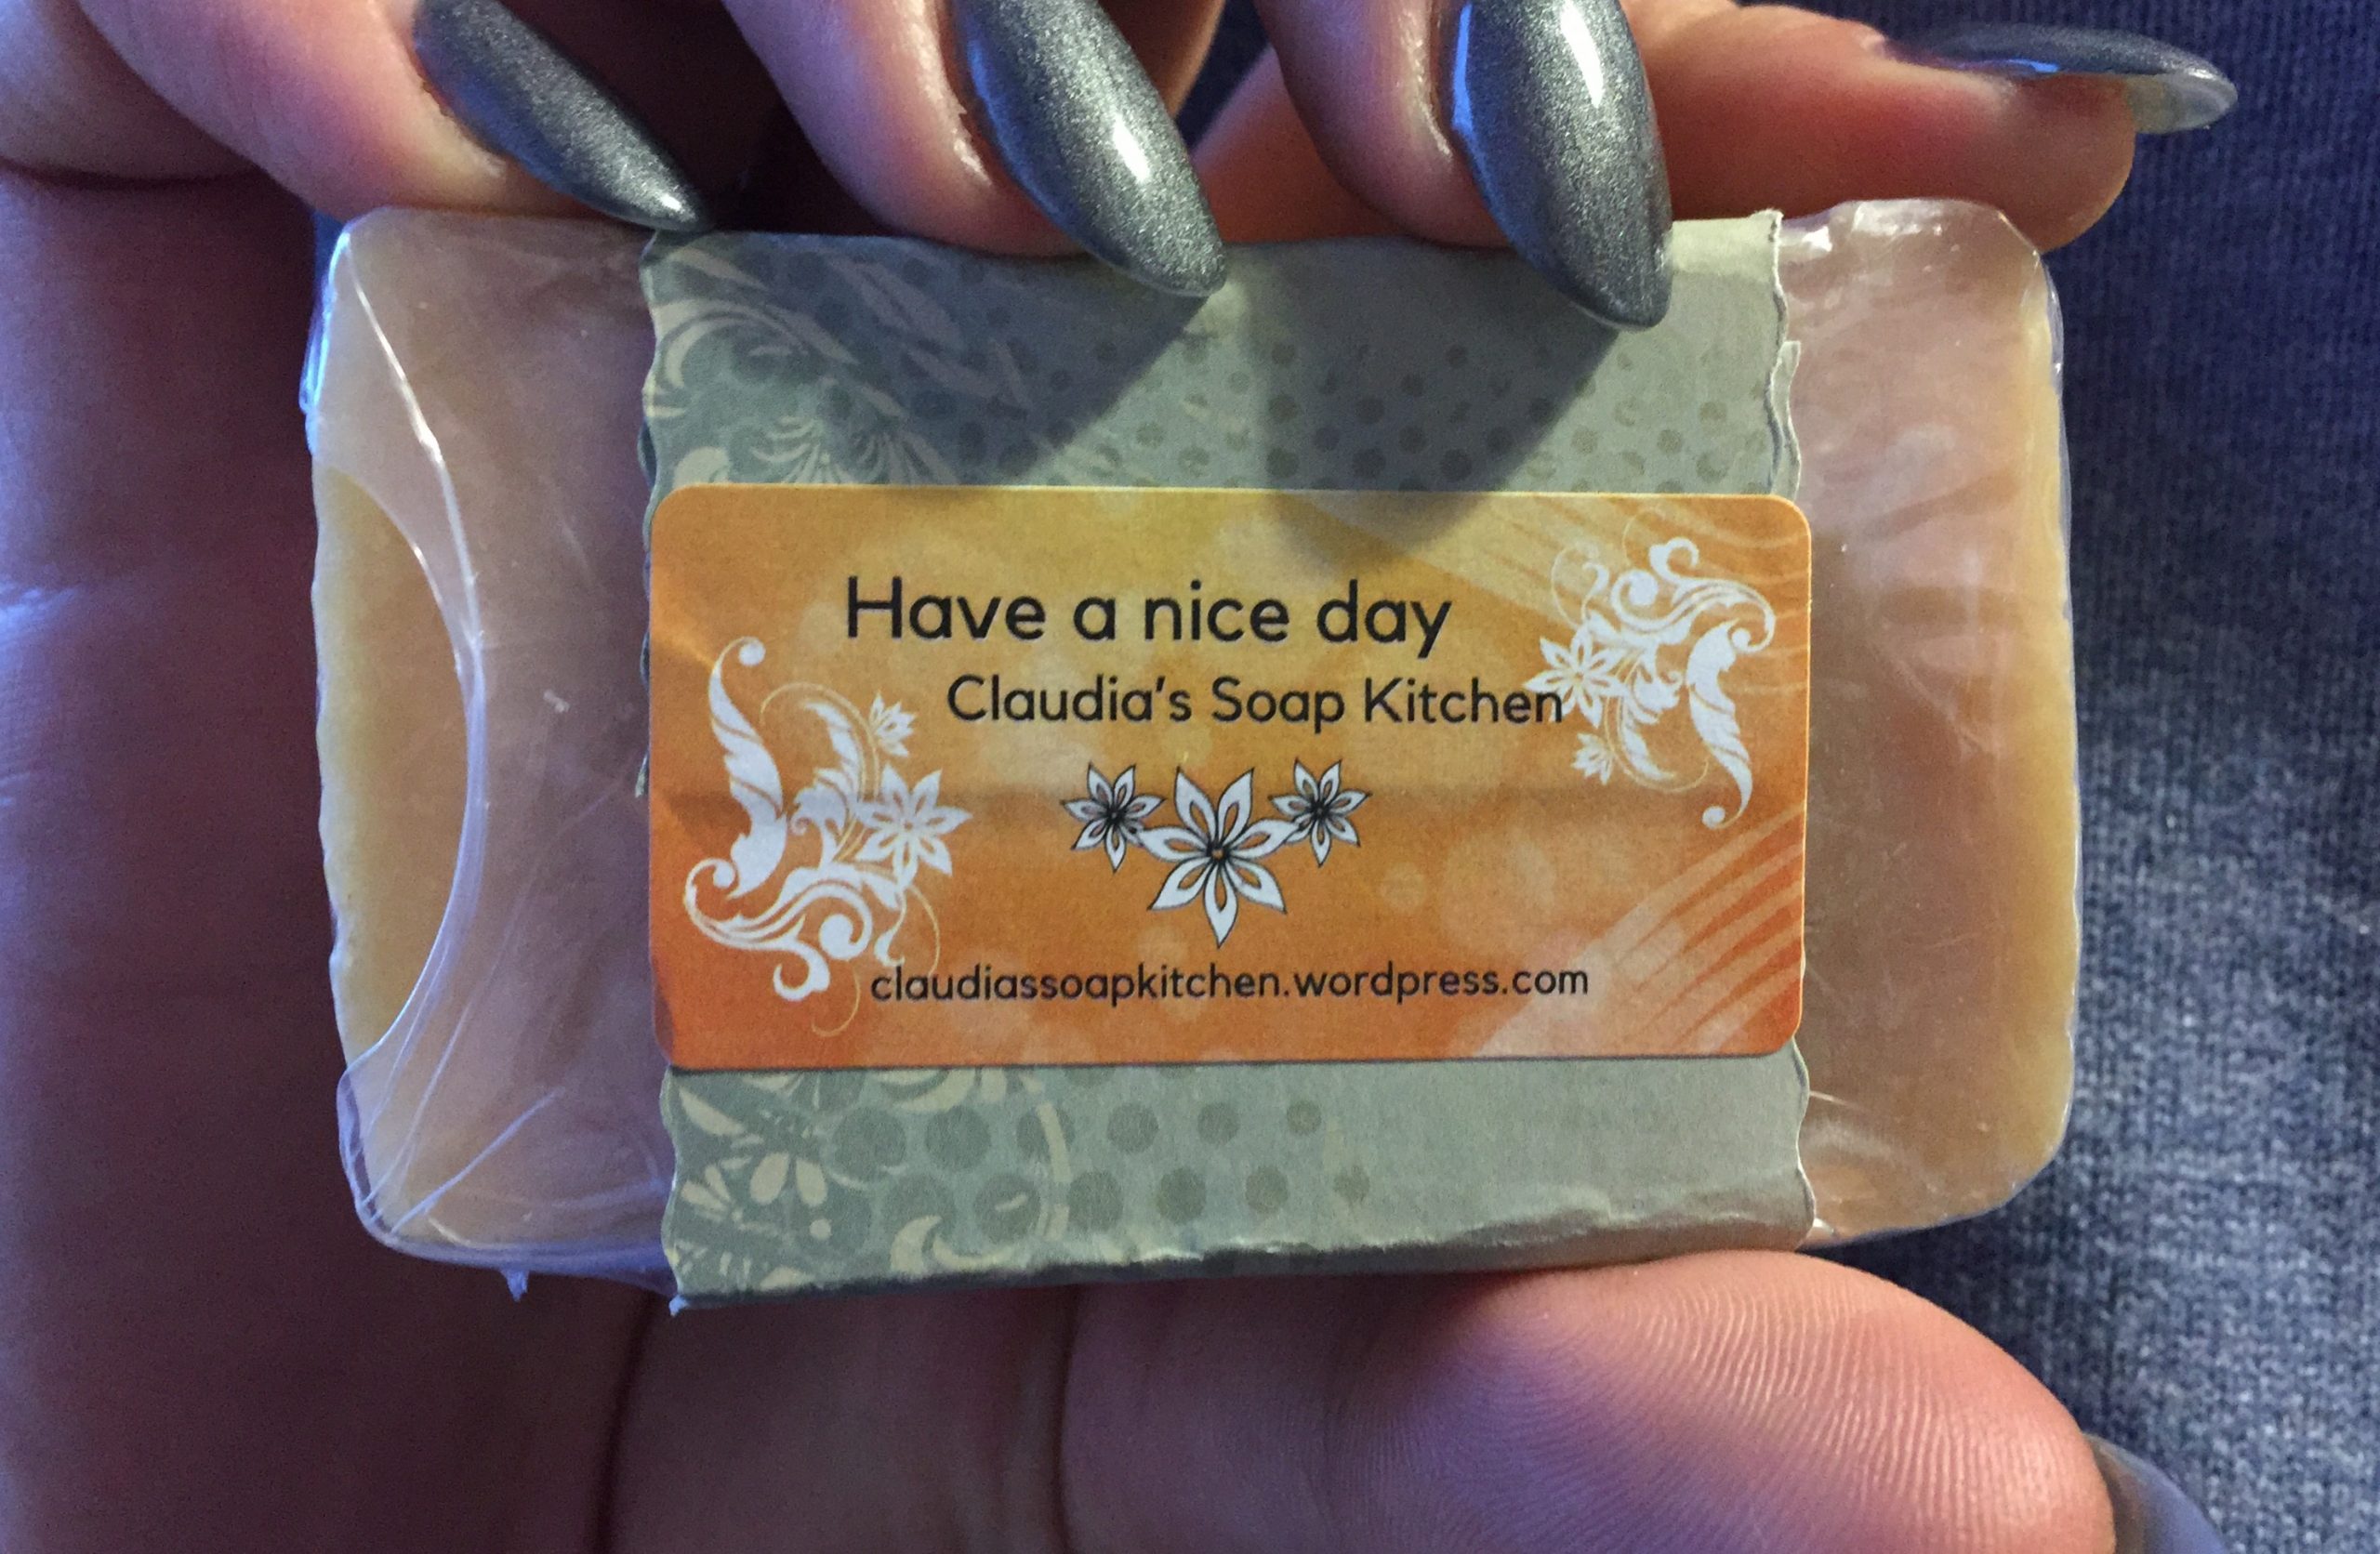 Have a nice day
Claudia's Soap Kitchen
claudiassoapkitchen.wordpress.com